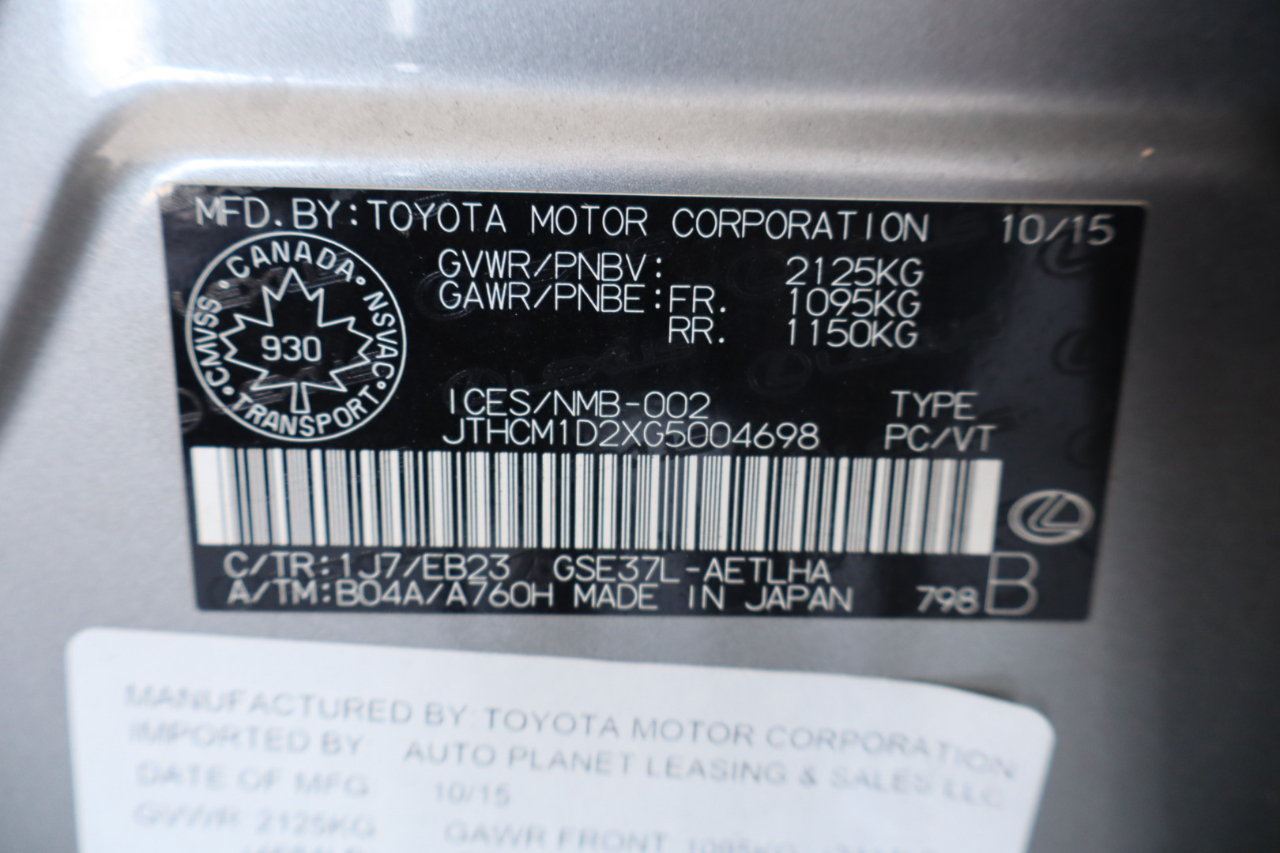 MFD.BY:TOYOTA MOTOR CORPORATION 10/15
GVWR/PNBV: 2125KG
GAWR/PNBE:FR. 1095KG
RR. 1150KG
CANADA · NSVAC · TRANSPORT · CMVSS ·
930
ICES/NMB-002 TYPE
JTHCM1D2XG5004698 PC/VT
C/TR:1J7/EB23 GSE37L-AETLHA
A/TM:B04A/A760H MADE IN JAPAN 798 B
MANUFACTURED BY: TOYOTA MOTOR CORPORATION
IMPORTED BY AUTO PLANET LEASING & SALES LLC
DATE OF MFG 10/15
GVWR: 2125KG GAWR FRONT: 1095KG